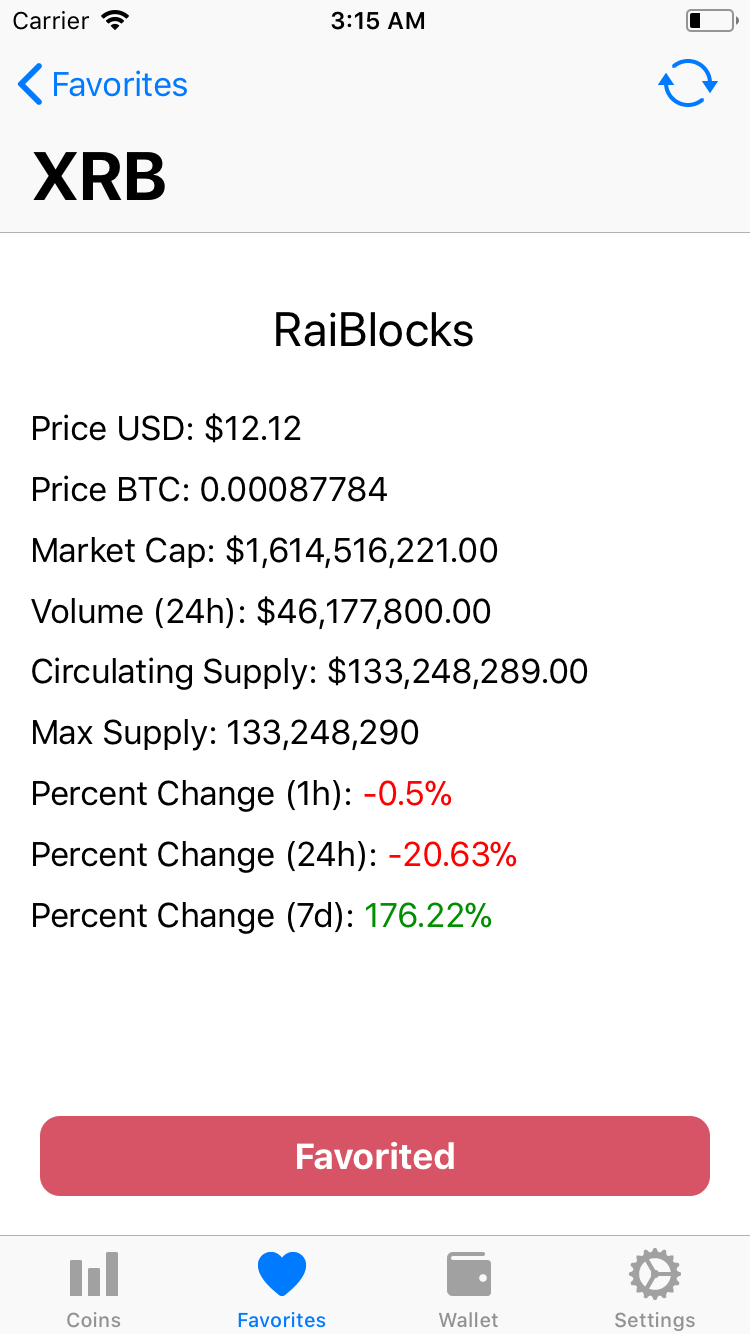 Carrier 3:15 AM
Favorites
XRB
RaiBlocks
Price USD: $12.12
Price BTC: 0.00087784
Market Cap: $1,614,516,221.00
Volume (24h): $46,177,800.00
Circulating Supply: $133,248,289.00
Max Supply: 133,248,290
Percent Change (1h): -0.5%
Percent Change (24h): -20.63%
Percent Change (7d): 176.22%
Favorited
Coins Favorites Wallet Settings